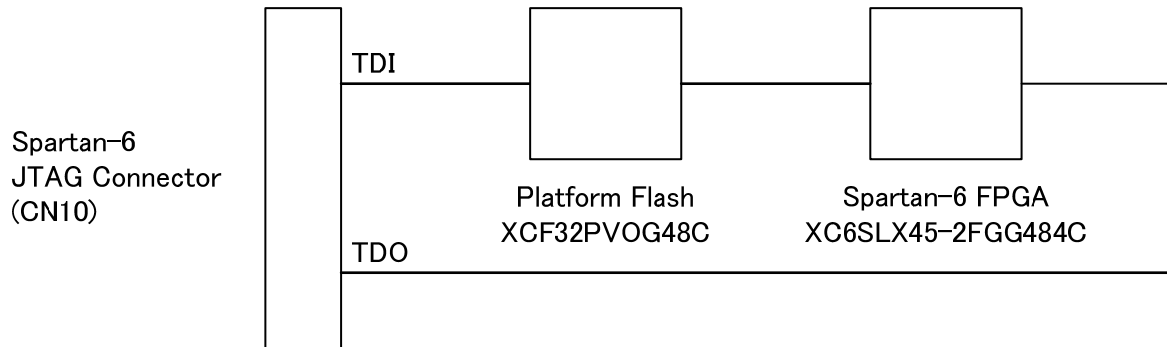 TDI
Spartan-6
JTAG Connector
(CN10)
Platform Flash
XCF32PVOG48C
Spartan-6 FPGA
XC6SLX45-2FGG484C
TDO